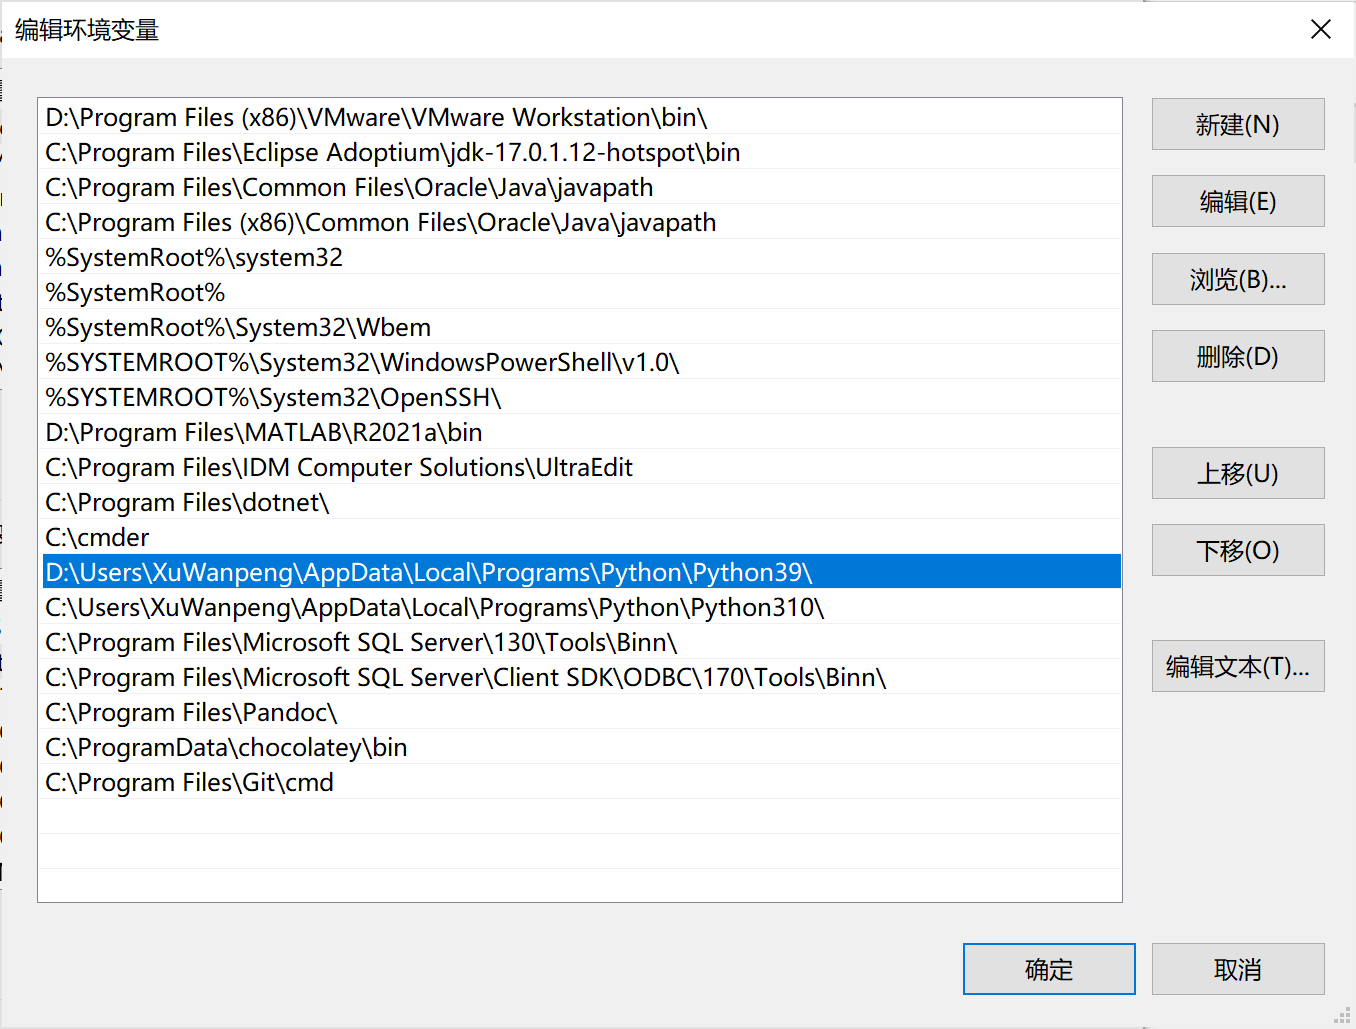 编辑环境变量
D:\Program Files (x86)\VMware\VMware Workstation\bin\
C:\Program Files\Eclipse Adoptium\jdk-17.0.1.12-hotspot\bin
C:\Program Files\Common Files\Oracle\Java\javapath
C:\Program Files (x86)\Common Files\Oracle\Java\javapath
%SystemRoot%\system32
%SystemRoot%
%SystemRoot%\System32\Wbem
%SYSTEMROOT%\System32\WindowsPowerShell\v1.0\
%SYSTEMROOT%\System32\OpenSSH\
D:\Program Files\MATLAB\R2021a\bin
C:\Program Files\IDM Computer Solutions\UltraEdit
C:\Program Files\dotnet\
C:\cmder
D:\Users\XuWanpeng\AppData\Local\Programs\Python\Python39\
C:\Users\XuWanpeng\AppData\Local\Programs\Python\Python310\
C:\Program Files\Microsoft SQL Server\130\Tools\Binn\
C:\Program Files\Microsoft SQL Server\Client SDK\ODBC\170\Tools\Binn\
C:\Program Files\Pandoc\
C:\ProgramData\chocolatey\bin
C:\Program Files\Git\cmd
新建(N)
编辑(E)
浏览(B)...
删除(D)
上移(U)
下移(O)
编辑文本(T)...
确定
取消